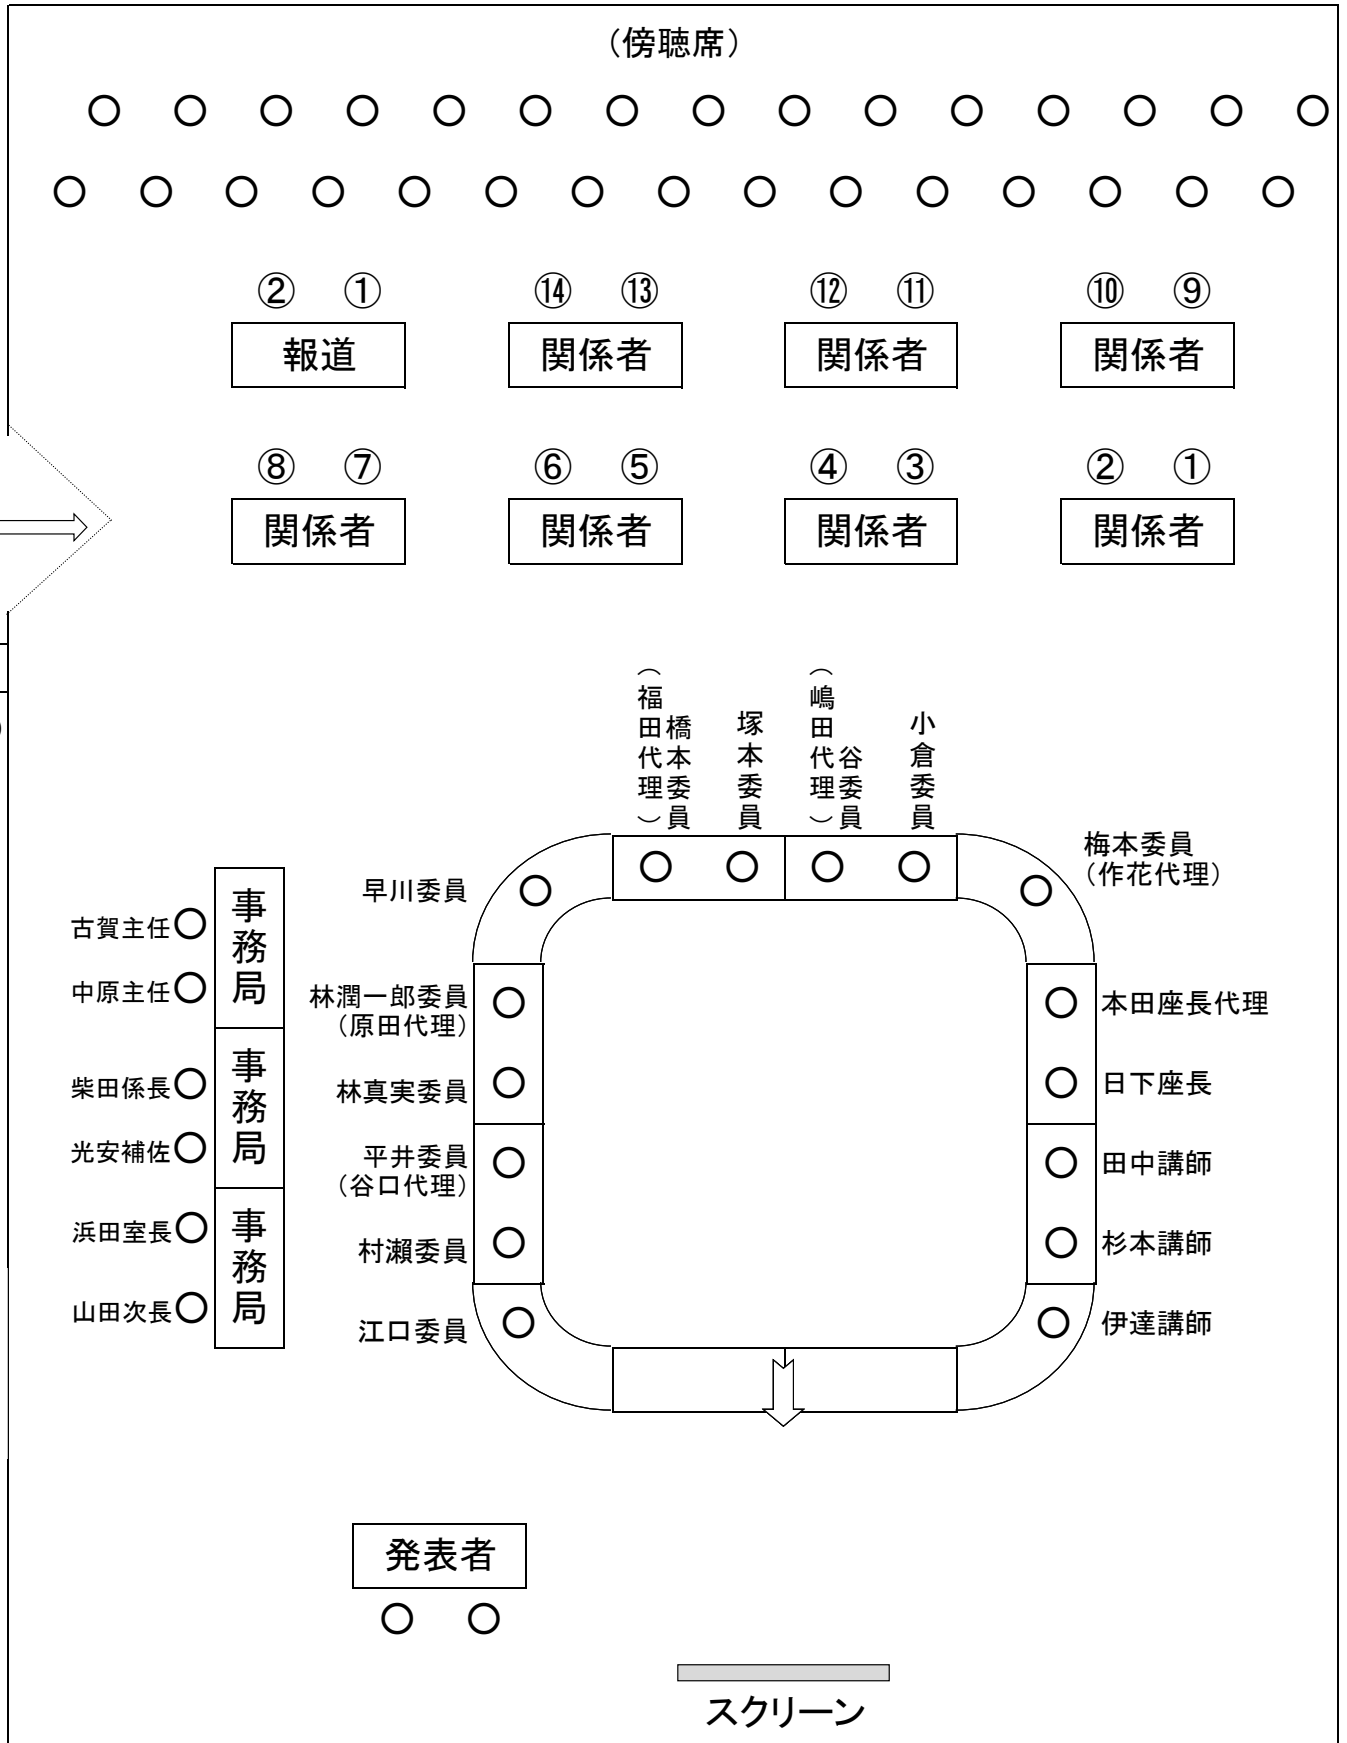 （傍聴席）
② ① ⑭ ⑬ ⑫ ⑪ ⑩ ⑨
報道 関係者 関係者 関係者
⑧ ⑦ ⑥ ⑤ ④ ③ ② ①
関係者 関係者 関係者 関係者
橋本委員
（福田代理）
塚本委員
谷委員
（嶋田代理）
小倉委員
梅本委員
（作花代理）
早川委員
古賀主任
中原主任
事務局
林潤一郎委員
（原田代理）
本田座長代理
柴田係長
光安補佐
事務局
林真実委員
日下座長
平井委員
（谷口代理）
田中講師
浜田室長
山田次長
事務局
村瀬委員
杉本講師
江口委員
伊達講師
発表者
スクリーン